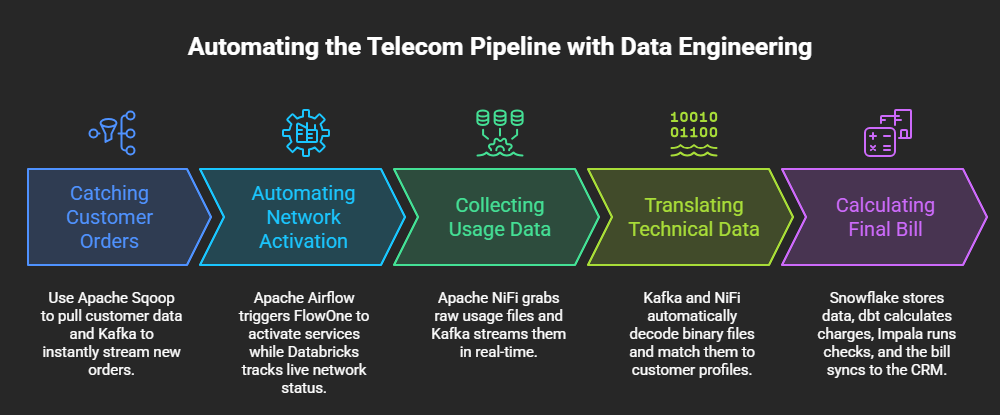 Automating the Telecom Pipeline with Data Engineering
10010
01100
Catching
Customer
Orders
Automating
Network
Activation
Collecting
Usage Data
Translating
Technical Data
Calculating
Final Bill
Use Apache Sqoop
to pull customer data
and Kafka to
instantly stream new
orders.
Apache Airflow
triggers FlowOne to
activate services
while Databricks
tracks live network
status.
Apache NiFi grabs
raw usage files and
Kafka streams them
in real-time.
Kafka and NiFi
automatically
decode binary files
and match them to
customer profiles.
Snowflake stores
data, dbt calculates
charges, Impala runs
checks, and the bill
syncs to the CRM.